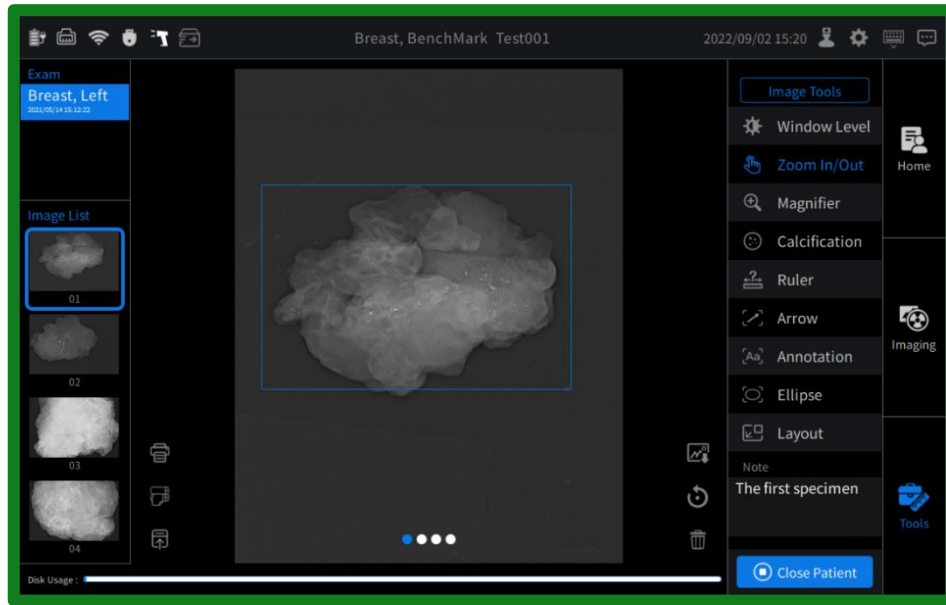 Breast, BenchMark Test001
2022/09/02 15:20
Exam
Breast, Left
2021/05/14 15:12:22
Image List
01
02
03
04
Image Tools
Window Level
Zoom In/Out
Magnifier
Calcification
Ruler
Arrow
Aa Annotation
Ellipse
Layout
Note
The first specimen
Close Patient
Home
Imaging
Tools
Disk Usage :